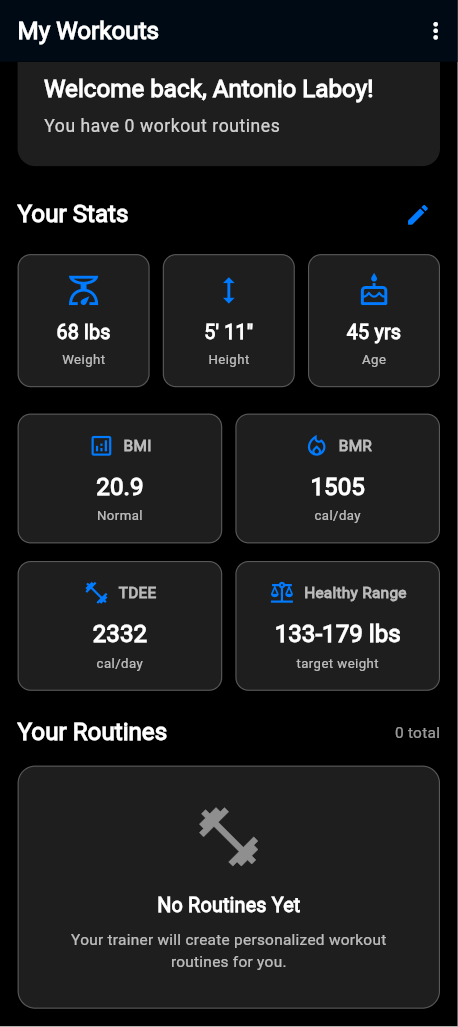 My Workouts
Welcome back, Antonio Laboy!
You have 0 workout routines
Your Stats
68 lbs
Weight
5' 11"
Height
45 yrs
Age
BMI
20.9
Normal
BMR
1505
cal/day
TDEE
2332
cal/day
Healthy Range
133-179 lbs
target weight
Your Routines
0 total
No Routines Yet
Your trainer will create personalized workout
routines for you.